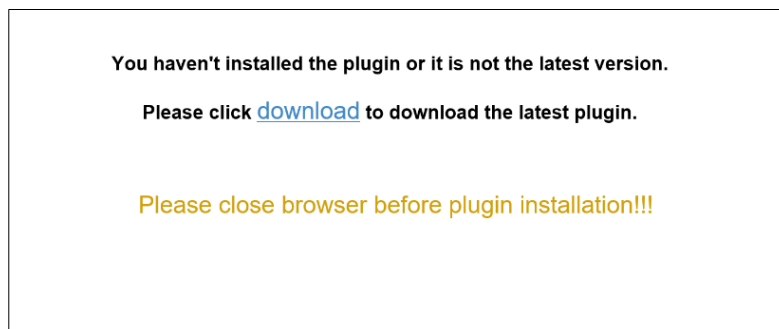 You haven't installed the plugin or it is not the latest version.
Please click download to download the latest plugin.
Please close browser before plugin installation!!!